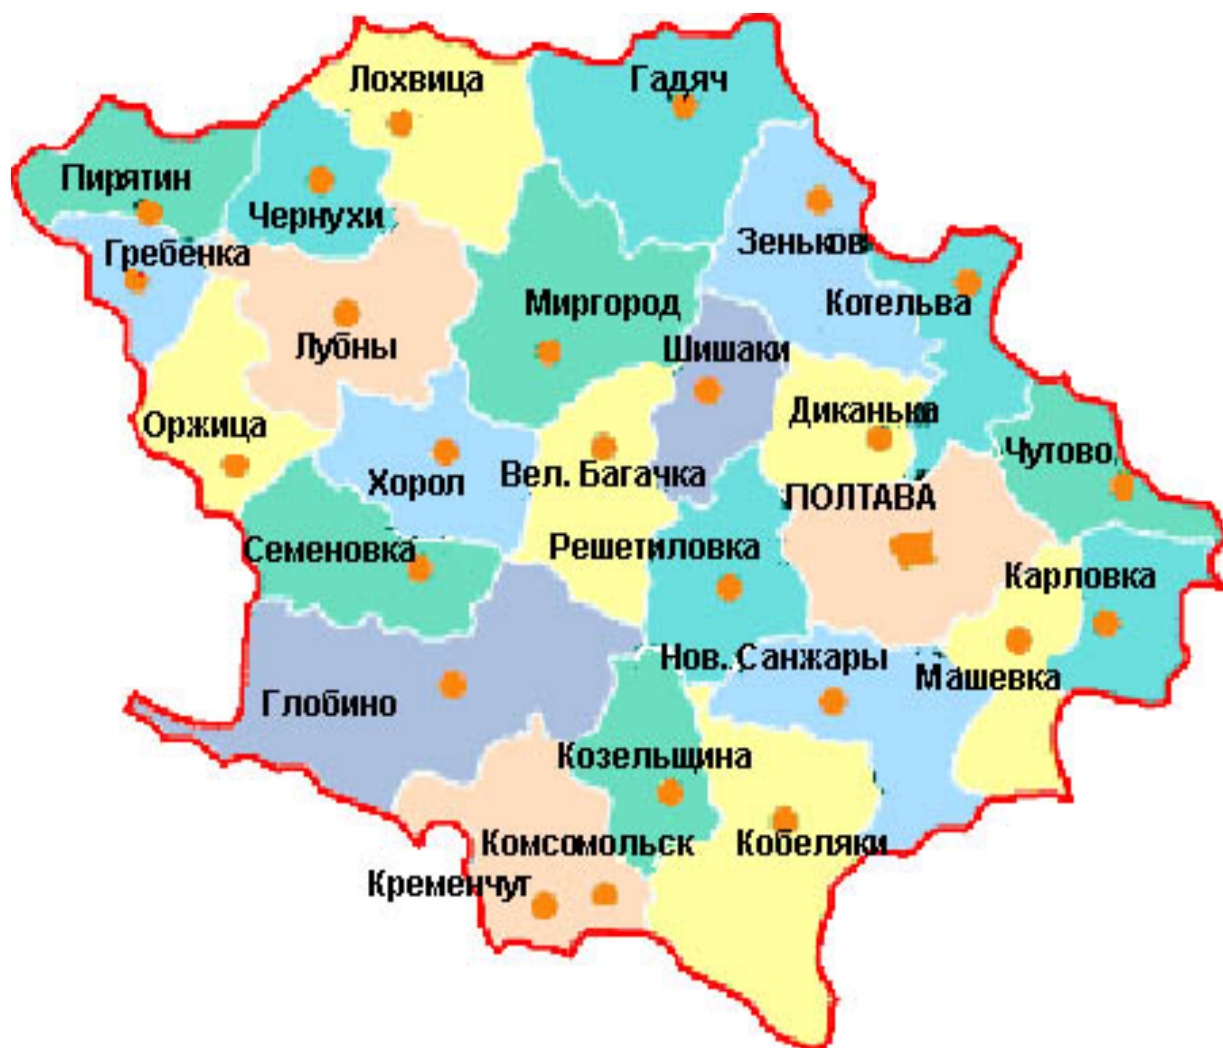 Лохвица
Гадяч
Пирятин
Чернухи
Зеньков
Гребенка
Миргород
Котельва
Лубны
Шишаки
Диканька
Оржица
Чутово
Хорол
Вел. Багачка
ПОЛТАВА
Семеновка
Решетиловка
Карловка
Нов. Санжары
Машевка
Глобино
Козельщина
Комсомольск
Кобеляки
Кременчуг